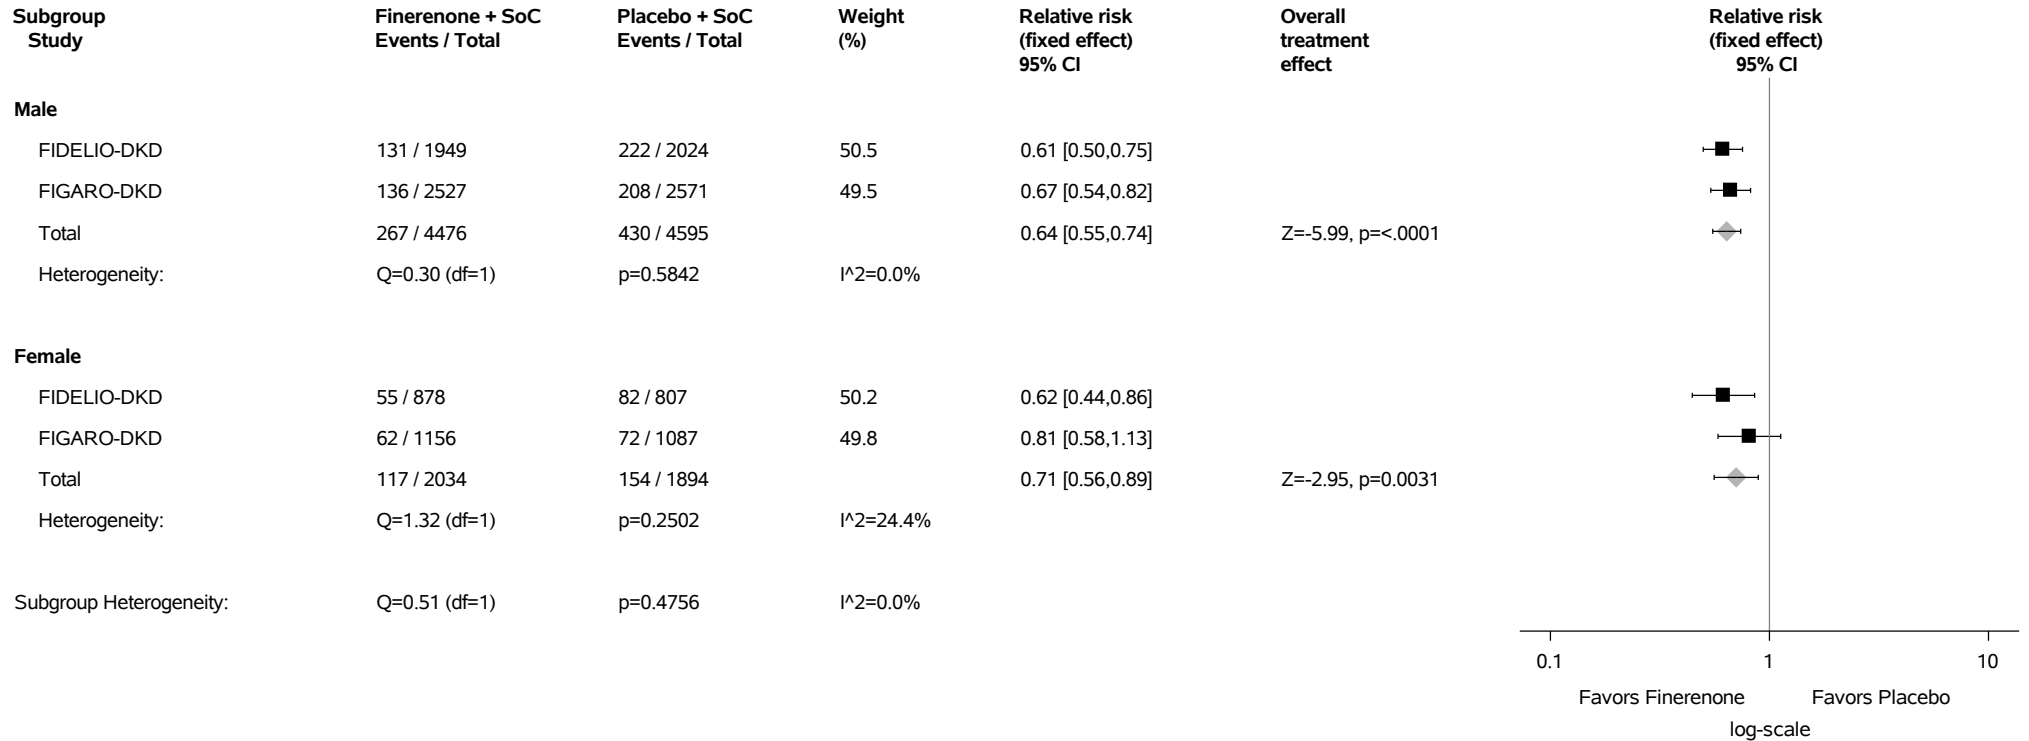 Subgroup Finerenone + SoC Placebo + SoC Weight Relative risk Overall Relative risk
Study Events / Total Events / Total (%) (fixed effect) treatment (fixed effect)
95% CI effect 95% CI
Male
FIDELIO-DKD 131 / 1949 222 / 2024 50.5 0.61 [0.50,0.75]
FIGARO-DKD 136 / 2527 208 / 2571 49.5 0.67 [0.54,0.82]
Total 267 / 4476 430 / 4595 0.64 [0.55,0.74] Z=-5.99, p=<.0001
Heterogeneity: Q=0.30 (df=1) p=0.5842 I^2=0.0%
Female
FIDELIO-DKD 55 / 878 82 / 807 50.2 0.62 [0.44,0.86]
FIGARO-DKD 62 / 1156 72 / 1087 49.8 0.81 [0.58,1.13]
Total 117 / 2034 154 / 1894 0.71 [0.56,0.89] Z=-2.95, p=0.0031
Heterogeneity: Q=1.32 (df=1) p=0.2502 I^2=24.4%
Subgroup Heterogeneity: Q=0.51 (df=1) p=0.4756 I^2=0.0%
0.1 1 10
Favors Finerenone Favors Placebo
log-scale